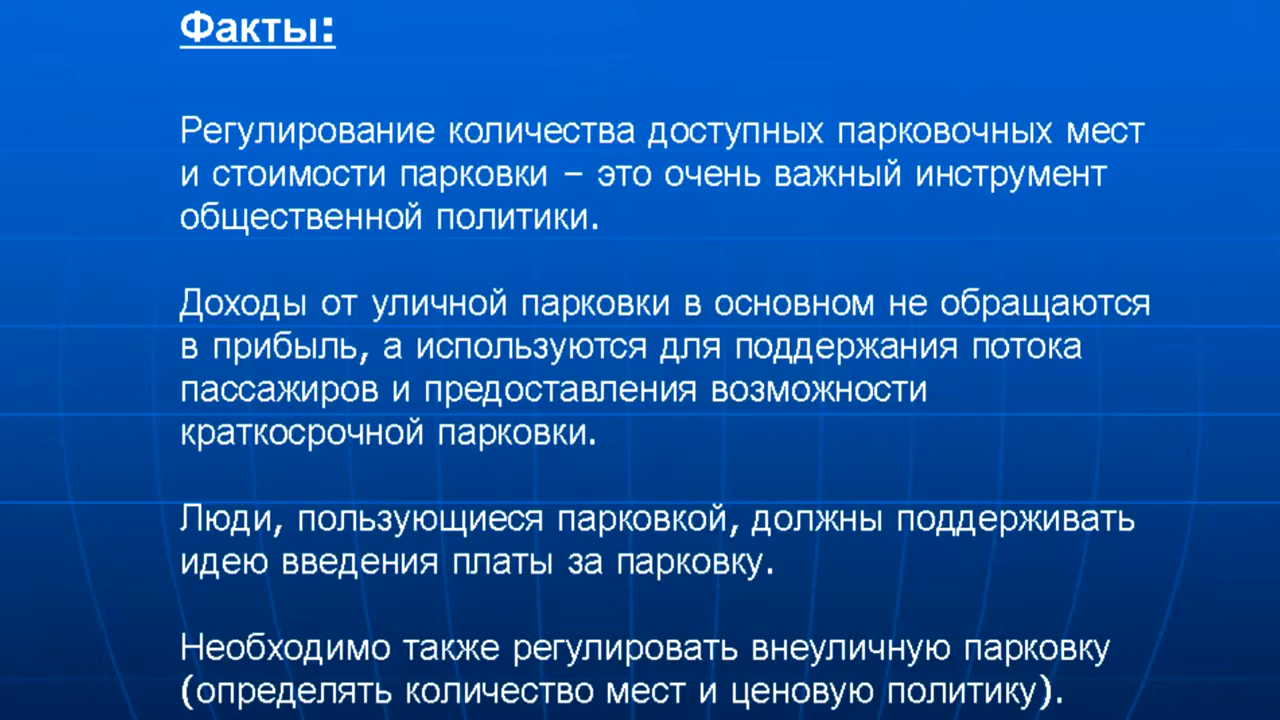 Факты:
Регулирование количества доступных парковочных мест
и стоимости парковки – это очень важный инструмент
общественной политики.
Доходы от уличной парковки в основном не обращаются
в прибыль, а используются для поддержания потока
пассажиров и предоставления возможности
краткосрочной парковки.
Люди, пользующиеся парковкой, должны поддерживать
идею введения платы за парковку.
Необходимо также регулировать внеуличную парковку
(определять количество мест и ценовую политику).